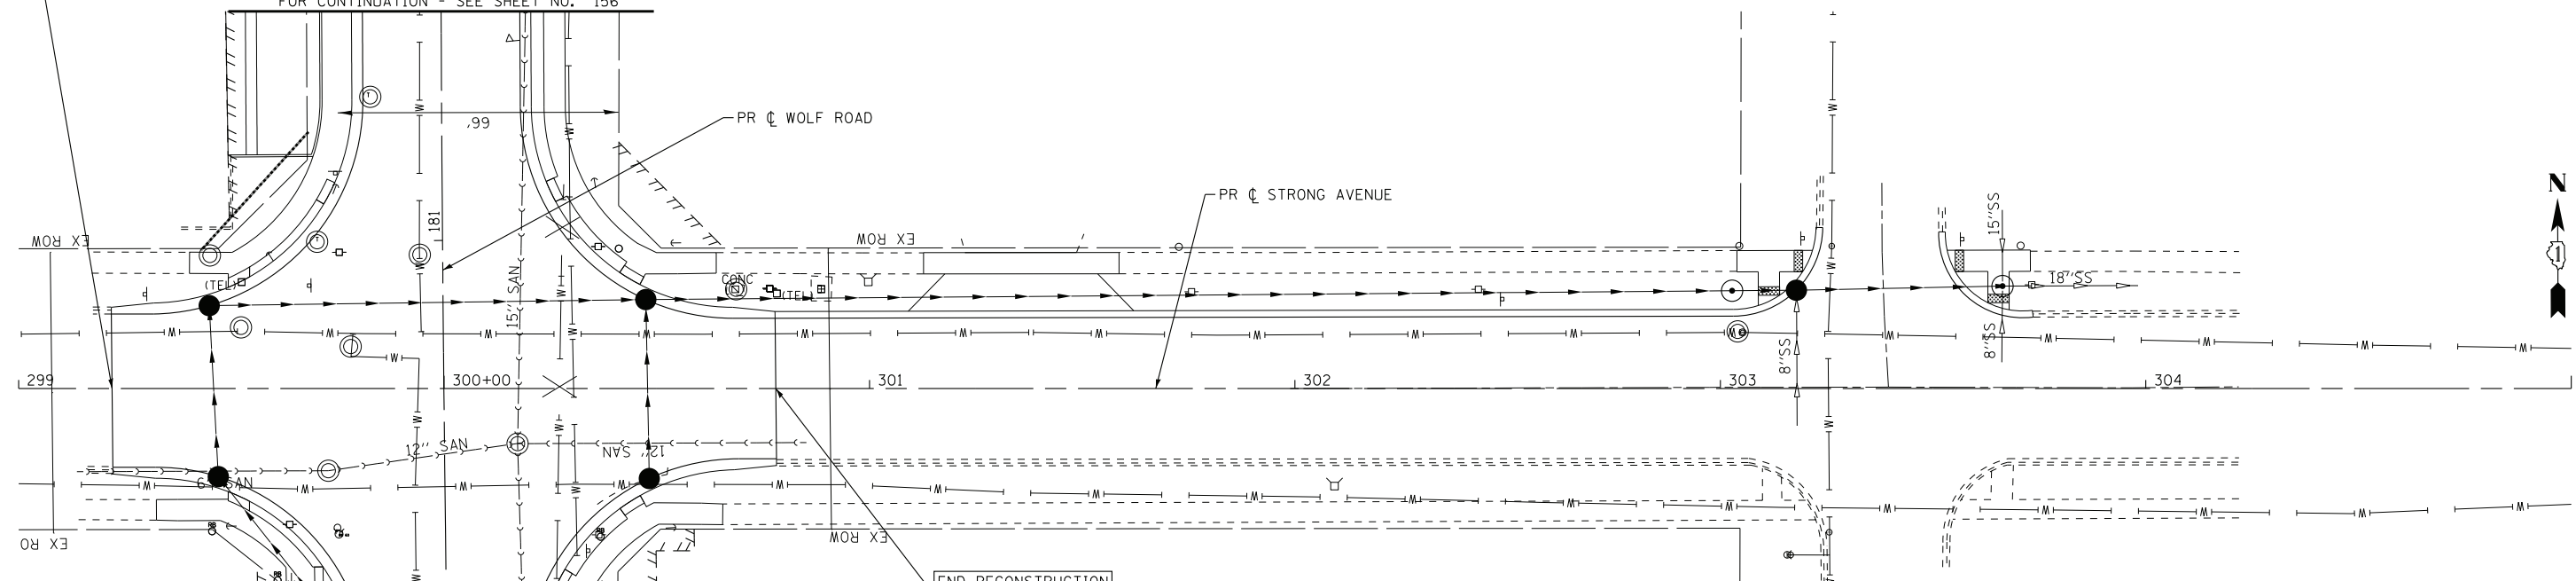 FOR CONTINUATION - SEE SHEET NO. 156
PR ℄ WOLF ROAD
66'
PR ℄ STRONG AVENUE
N
1
181
15''SS
EX ROW
EX ROW
15'' SAN
CONC
(TEL)
(TEL)
18''SS
8''SS
8''SS
299
300+00
301
302
303
304
12'' SAN
12'' SAN
EX RO
EX ROW
END RECONSTRUCTION